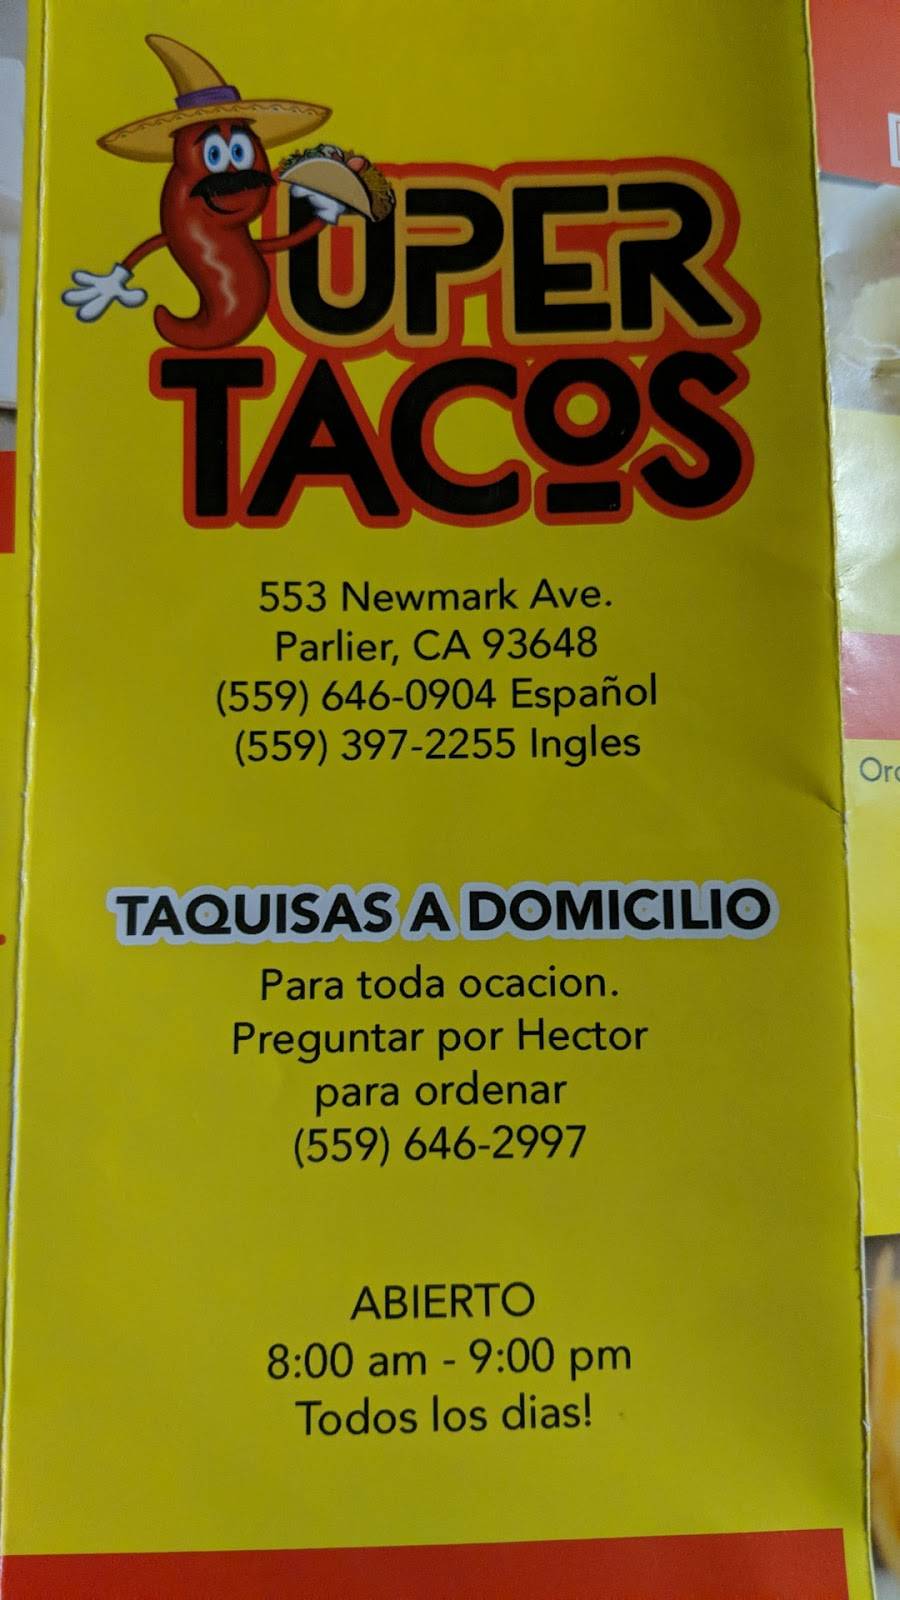 SUPER
TACOS
553 Newmark Ave.
Parlier, CA 93648
(559) 646-0904 Español
(559) 397-2255 Ingles
TAQUISAS A DOMICILIO
Para toda ocacion.
Preguntar por Hector
para ordenar
(559) 646-2997
ABIERTO
8:00 am - 9:00 pm
Todos los dias!